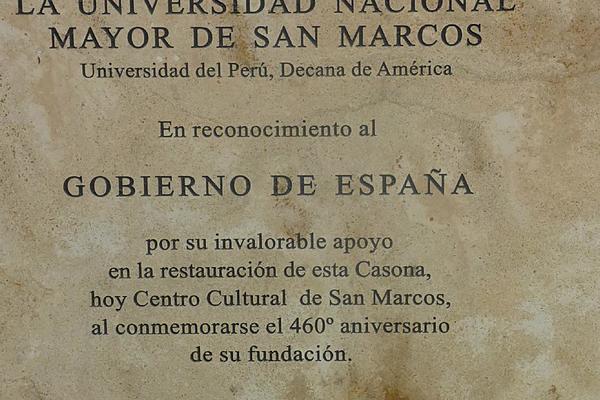 LA UNIVERSIDAD NACIONAL
MAYOR DE SAN MARCOS
Universidad del Perú, Decana de América
En reconocimiento al
GOBIERNO DE ESPAÑA
por su invalorable apoyo
en la restauración de esta Casona,
hoy Centro Cultural de San Marcos,
al conmemorarse el 460º aniversario
de su fundación.